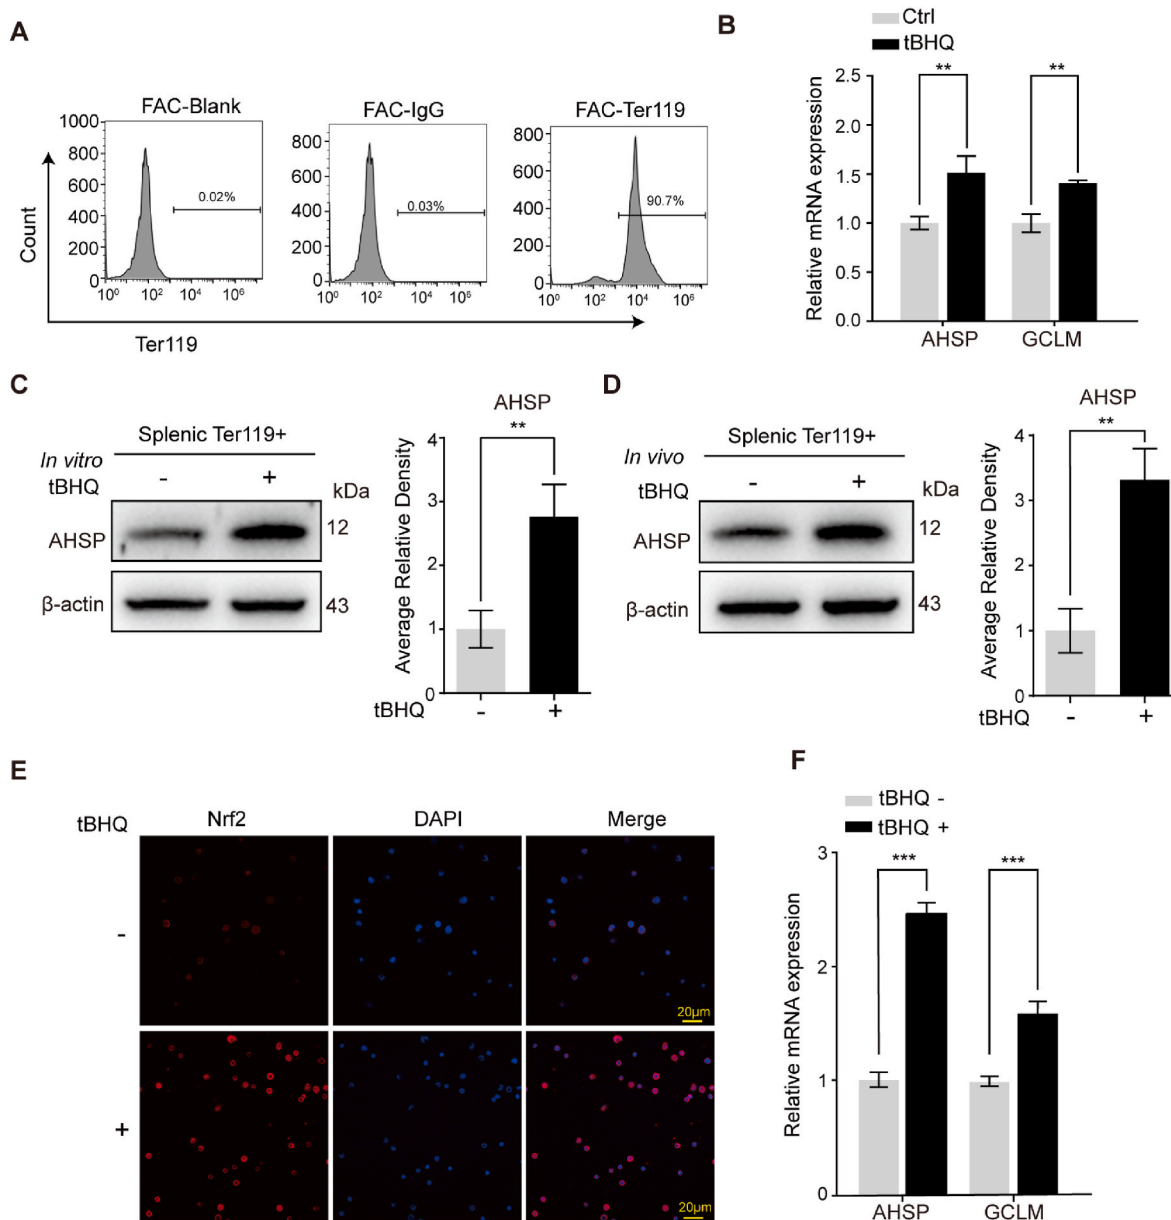 A
FAC-Blank
FAC-IgG
FAC-Ter119
Count
1000
800
600
400
200
0
0.02%
10⁰ 10² 10⁴ 10⁶
800
600
400
200
0
0.03%
10⁰ 10² 10⁴ 10⁶
800
600
400
200
0
90.7%
10⁰ 10² 10⁴ 10⁶
Ter119
B
Ctrl
tBHQ
Relative mRNA expression
2.5
2.0
1.5
1.0
0.5
0.0
** **
AHSP GCLM
C
Splenic Ter119+
In vitro
tBHQ - +
kDa
AHSP 12
β-actin 43
AHSP
**
Average Relative Density
4
3
2
1
0
tBHQ - +
D
Splenic Ter119+
In vivo
tBHQ - +
kDa
AHSP 12
β-actin 43
AHSP
**
Average Relative Density
4
3
2
1
0
tBHQ - +
E
tBHQ Nrf2 DAPI Merge
-
20μm
+
20μm
F
tBHQ -
tBHQ +
Relative mRNA expression
3
2
1
0
*** ***
AHSP GCLM